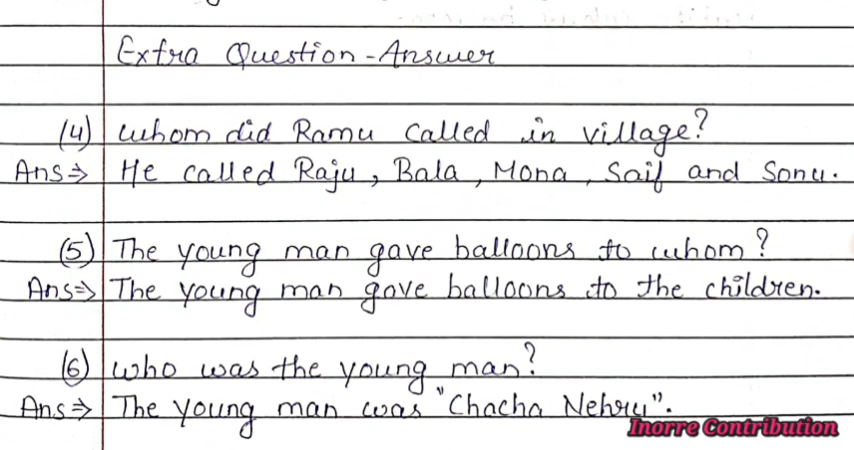 Extra Question-Answer
(4) Whom did Ramu called in village?
Ans⇒ He called Raju, Bala, Mona, Saif and Sonu.
(5) The young man gave balloons to whom?
Ans⇒ The young man gave balloons to the children.
(6) Who was the young man?
Ans⇒ The young man was "Chacha Nehru".
Inorre Contribution